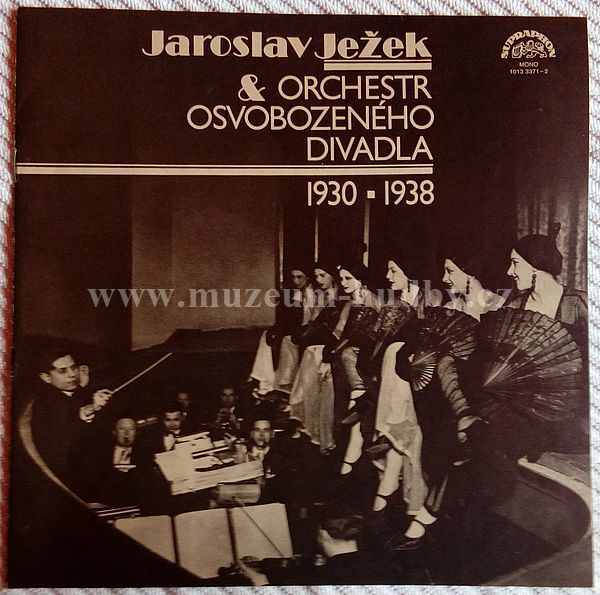 Jaroslav Ježek
& ORCHESTR
OSVOBOZENÉHO
DIVADLA
1930 ▪ 1938
SUPRAPHON
MONO
1013 3371-2
www.muzeum-hudby.cz